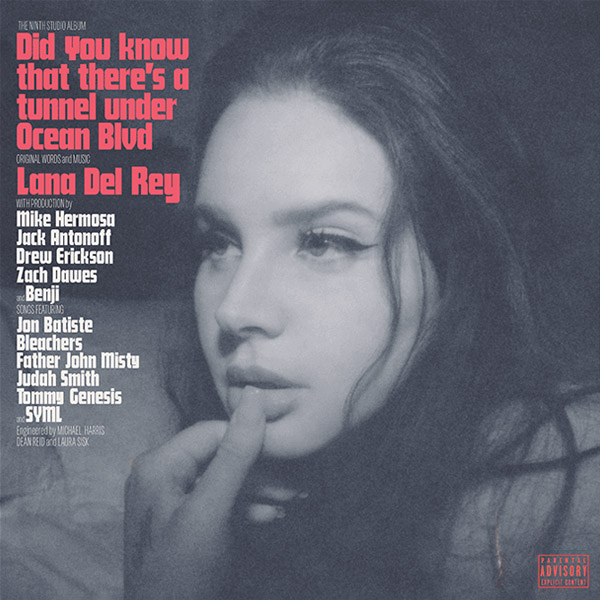 THE NINTH STUDIO ALBUM
Did you know
that there's a
tunnel under
Ocean Blvd
ORIGINAL WORDS and MUSIC
Lana Del Rey
WITH PRODUCTION by
Mike Hermosa
Jack Antonoff
Drew Erickson
Zach Dawes
and Benji
SONGS FEATURING
Jon Batiste
Bleachers
Father John Misty
Judah Smith
Tommy Genesis
and SYML
Engineered by MICHAEL HARRIS
DEAN REID and LAURA SISK
PARENTAL
ADVISORY
EXPLICIT CONTENT